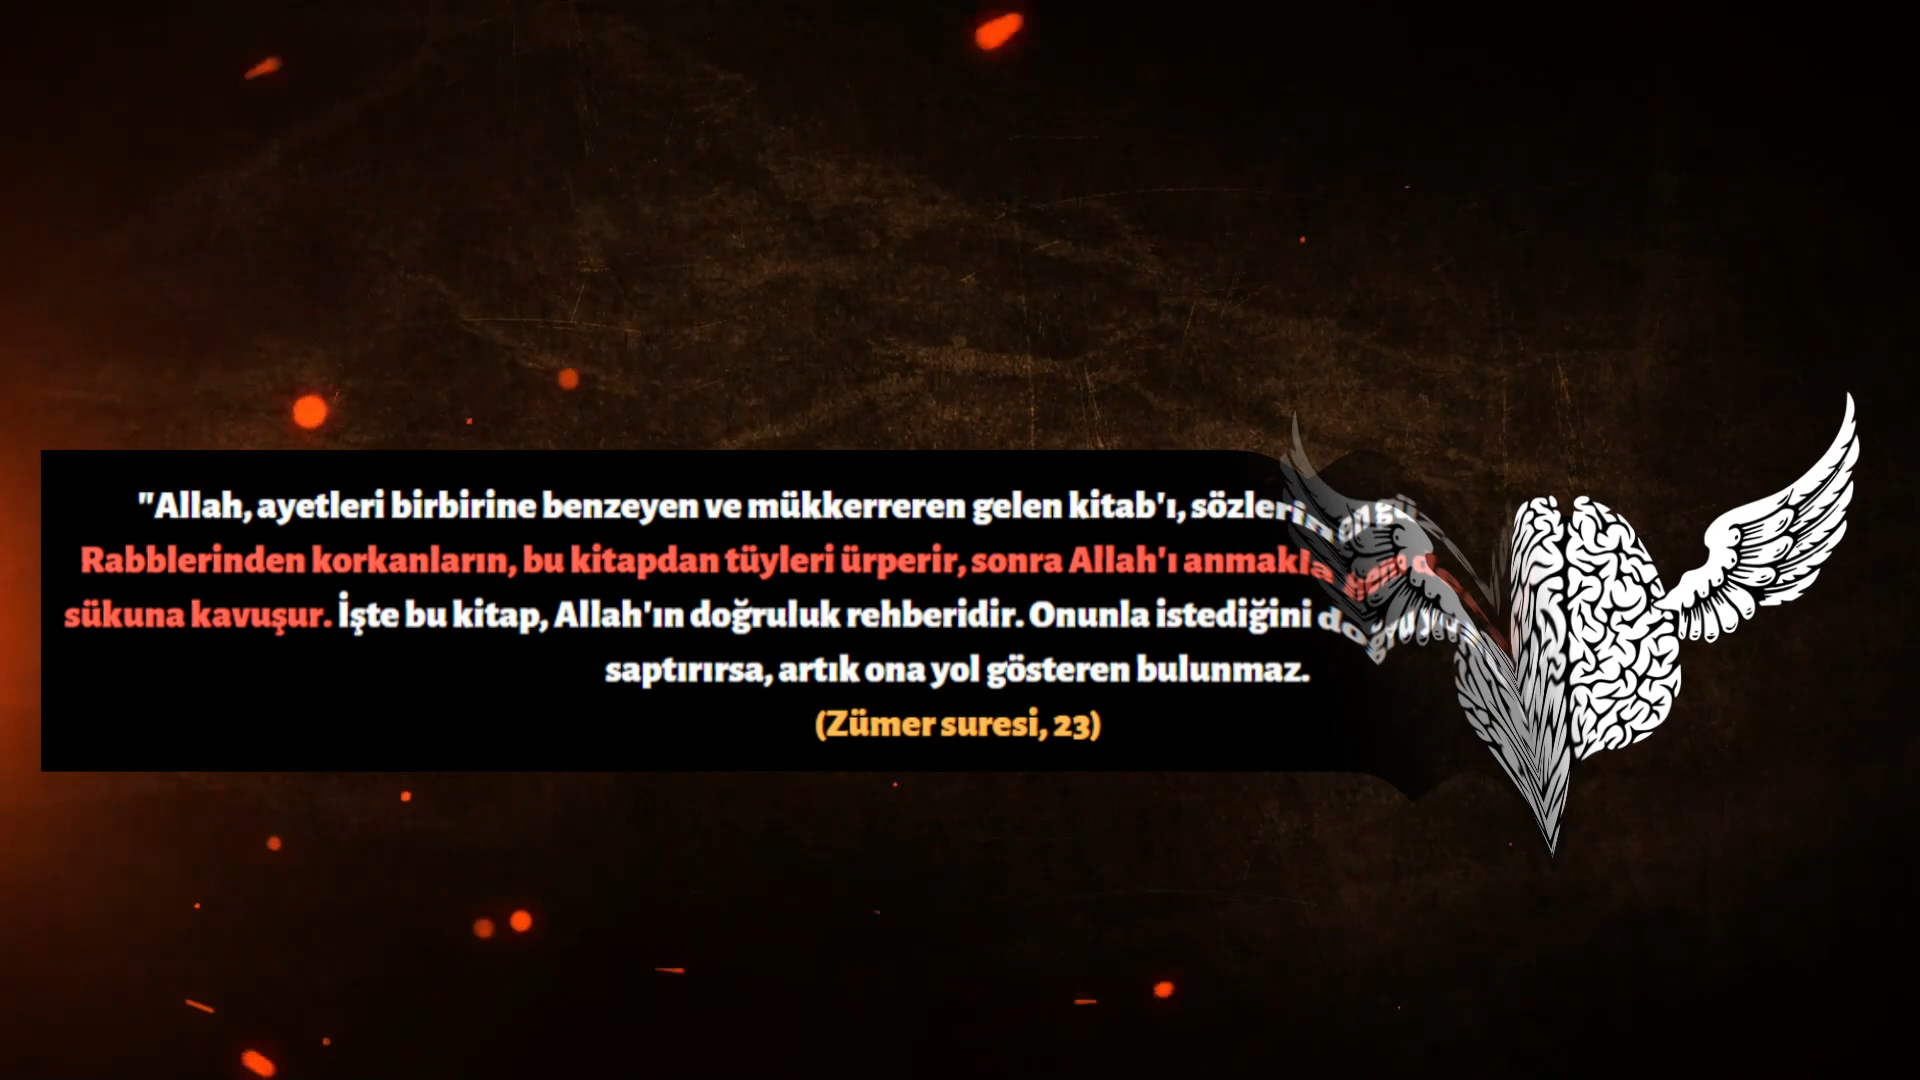 "Allah, ayetleri birbirine benzeyen ve mükkerreren gelen kitab'ı,
Rabblerinden korkanların, bu kitapdan tüyleri ürperir, sonra Allah'ı anmakla
sükuna kavuşur. İşte bu kitap, Allah'ın doğruluk rehberidir. Onunla istediğini
saptırırsa, artık ona yol gösteren bulunmaz.
(Zümer suresi, 23)